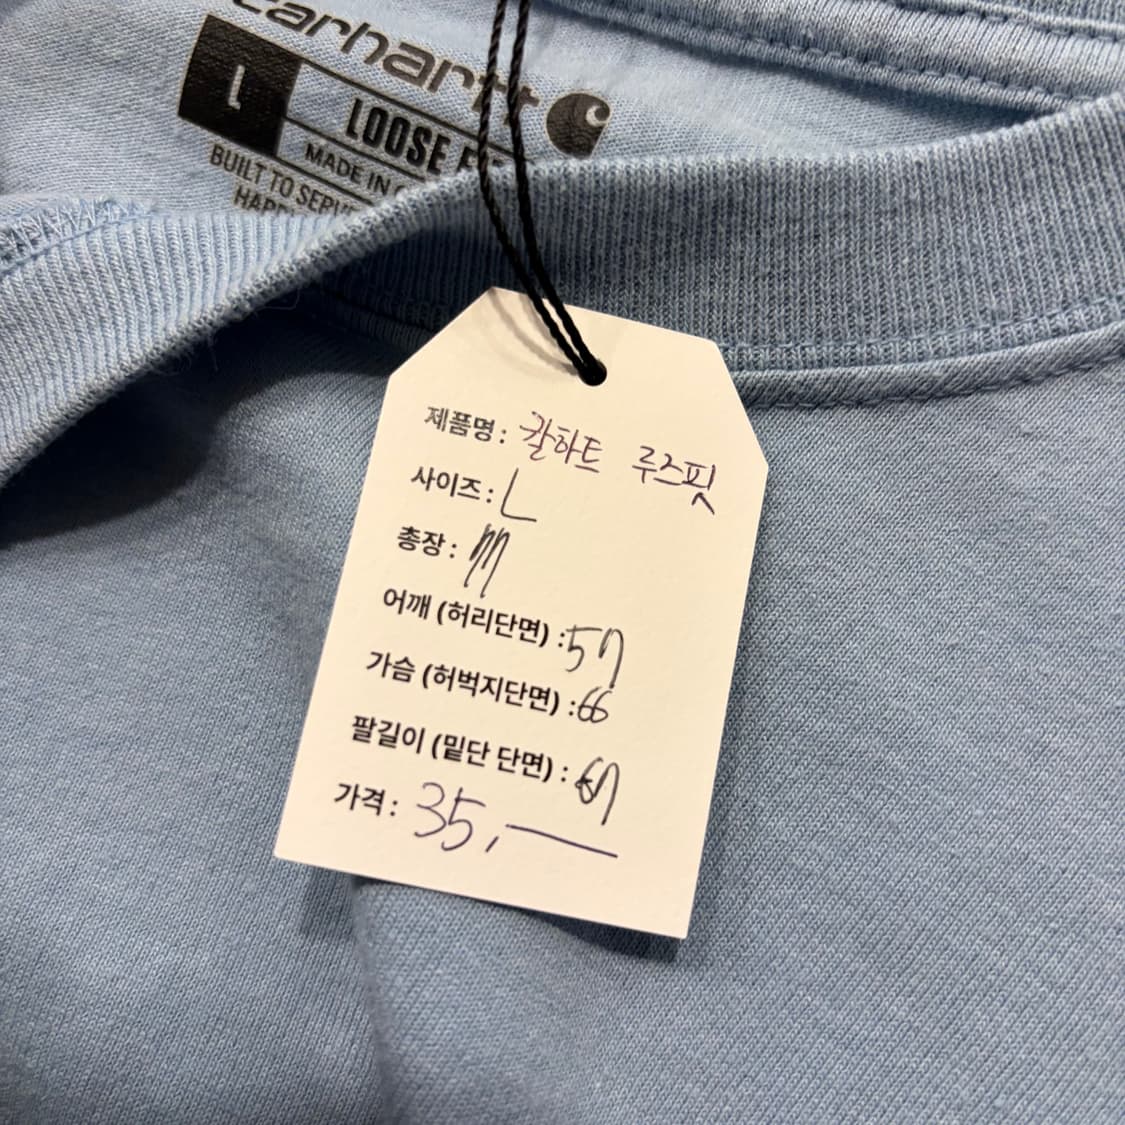 carhartt
L LOOSE
MADE IN
BUILT TO
제품명 : 칼하트 루즈핏
사이즈 : L
총장 : 77
어깨 (허리단면) : 57
가슴 (허벅지단면) : 66
팔길이 (밑단 단면) : 67
가격 : 35,—